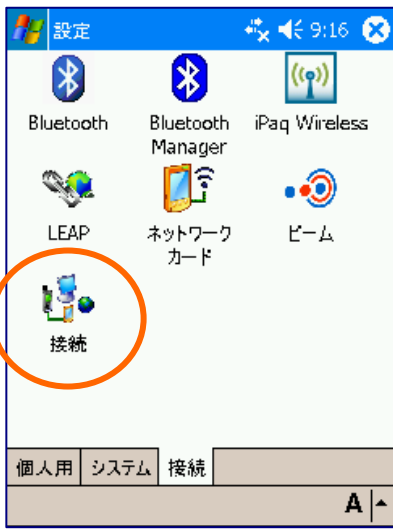 設定 9:16
Bluetooth Bluetooth Manager iPaq Wireless
LEAP ネットワーク カード ビーム
接続
個人用 システム 接続
A